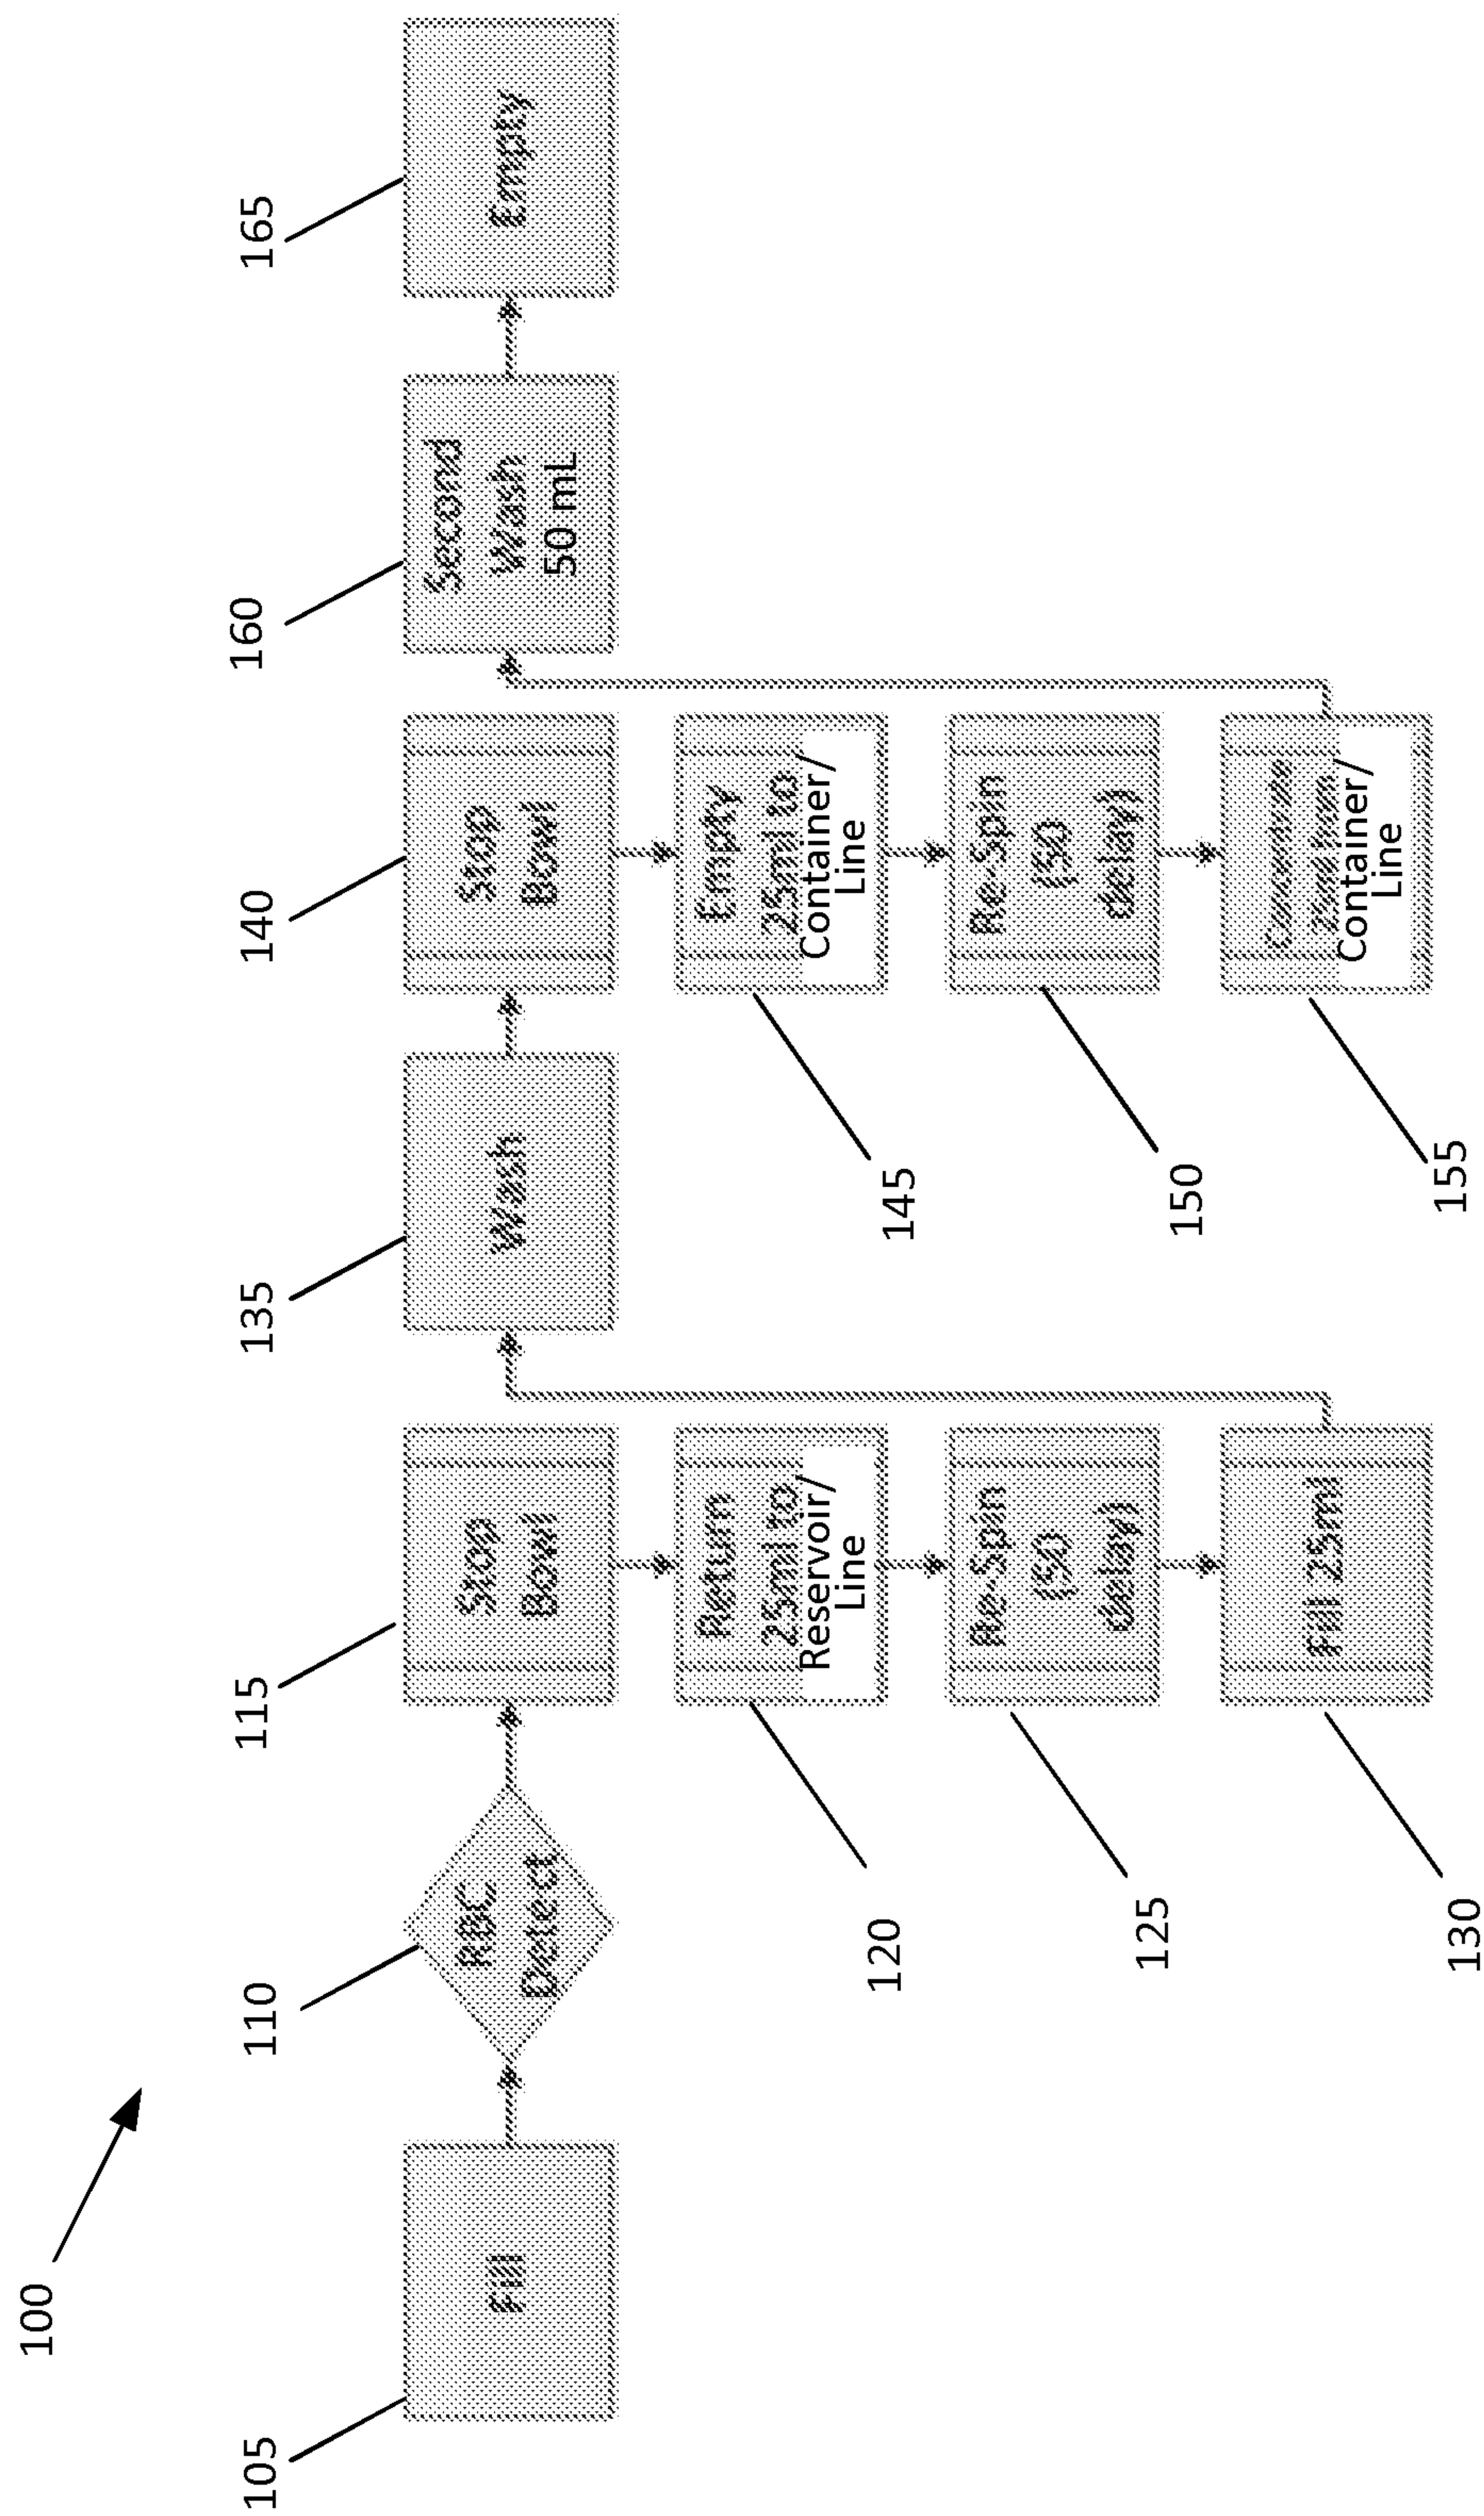 100
105
Fill
110
RBC
Detect
115
Stop
Bowl
120
Return
25ml to
Reservoir/
Line
125
Re-Spin
delay)
130
Fill 25ml
135
Wash
140
Stop
Bowl
145
Empty
25ml to
Container/
Line
150
Re-Spin
delay)
155
Container/
Line
160
Second
Wash
50 mL
165
Empty